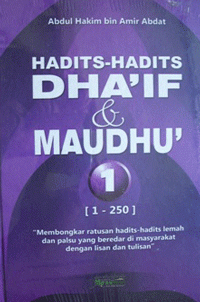 Abdul Hakim bin Amir Abdat
HADITS-HADITS
DHA'IF
&
MAUDHU'
1
[ 1 - 250 ]
"Membongkar ratusan hadits-hadits lemah
dan palsu yang beredar di masyarakat
dengan lisan dan tulisan"